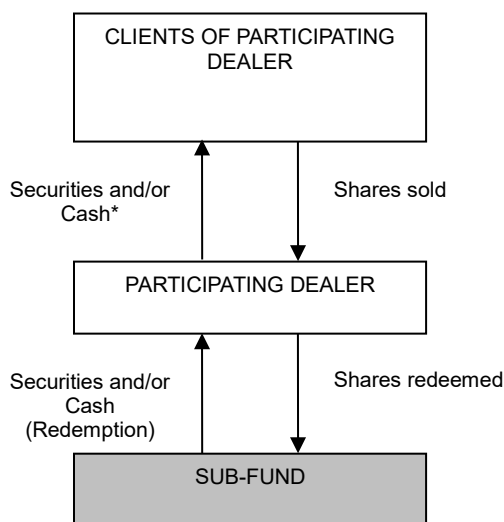 CLIENTS OF PARTICIPATING
DEALER
Securities and/or
Cash*
Shares sold
PARTICIPATING DEALER
Securities and/or
Cash
(Redemption)
Shares redeemed
SUB-FUND